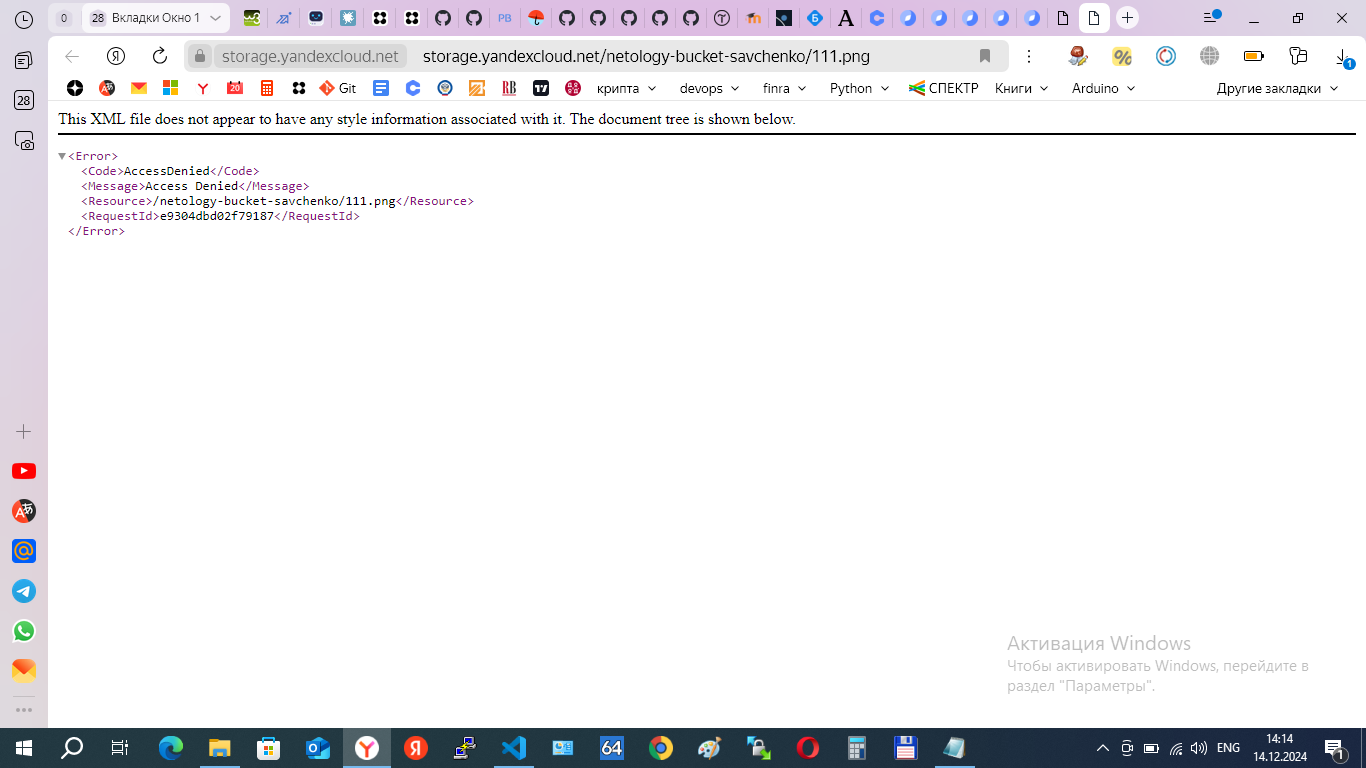 0
28 Вкладки Окно 1
PB
storage.yandexcloud.net storage.yandexcloud.net/netology-bucket-savchenko/111.png
1
20 Git RB 17 крипта devops finra Python СПЕКТР Книги Arduino Другие закладки
28
This XML file does not appear to have any style information associated with it. The document tree is shown below.
<Error>
<Code>AccessDenied</Code>
<Message>Access Denied</Message>
<Resource>/netology-bucket-savchenko/111.png</Resource>
<RequestId>e9304dbd02f79187</RequestId>
</Error>
Активация Windows
Чтобы активировать Windows, перейдите в
раздел "Параметры".
64
ENG
14:14
14.12.2024
1